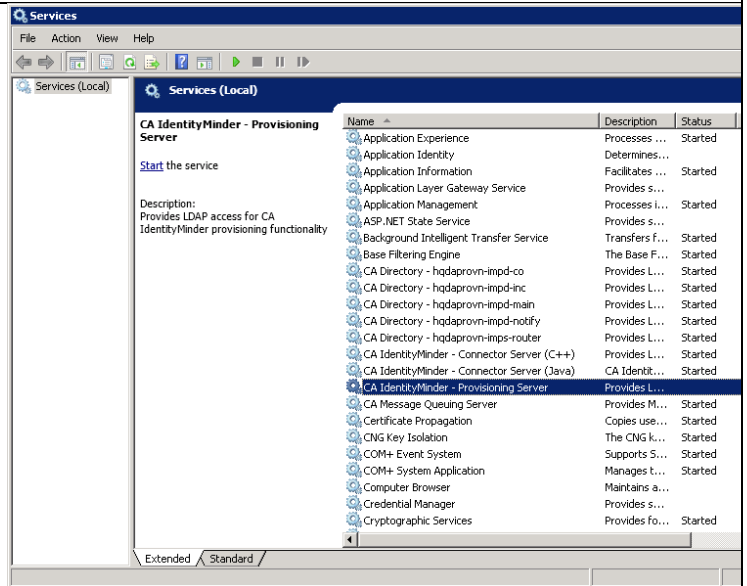 Services
File Action View Help
Services (Local)
Services (Local)
CA IdentityMinder - Provisioning
Server
Start the service
Description:
Provides LDAP access for CA
IdentityMinder provisioning functionality
Name Description Status
Application Experience Processes ... Started
Application Identity Determines...
Application Information Facilitates ... Started
Application Layer Gateway Service Provides s...
Application Management Processes i... Started
ASP.NET State Service Provides s...
Background Intelligent Transfer Service Transfers f... Started
Base Filtering Engine The Base F... Started
CA Directory - hqdaprovn-impd-co Provides L... Started
CA Directory - hqdaprovn-impd-inc Provides L... Started
CA Directory - hqdaprovn-impd-main Provides L... Started
CA Directory - hqdaprovn-impd-notify Provides L... Started
CA Directory - hqdaprovn-imps-router Provides L... Started
CA IdentityMinder - Connector Server (C++) Provides L... Started
CA IdentityMinder - Connector Server (Java) CA Identit... Started
CA IdentityMinder - Provisioning Server Provides L...
CA Message Queuing Server Provides M... Started
Certificate Propagation Copies use... Started
CNG Key Isolation The CNG k... Started
COM+ Event System Supports S... Started
COM+ System Application Manages t... Started
Computer Browser Maintains a...
Credential Manager Provides s...
Cryptographic Services Provides fo... Started
Extended Standard